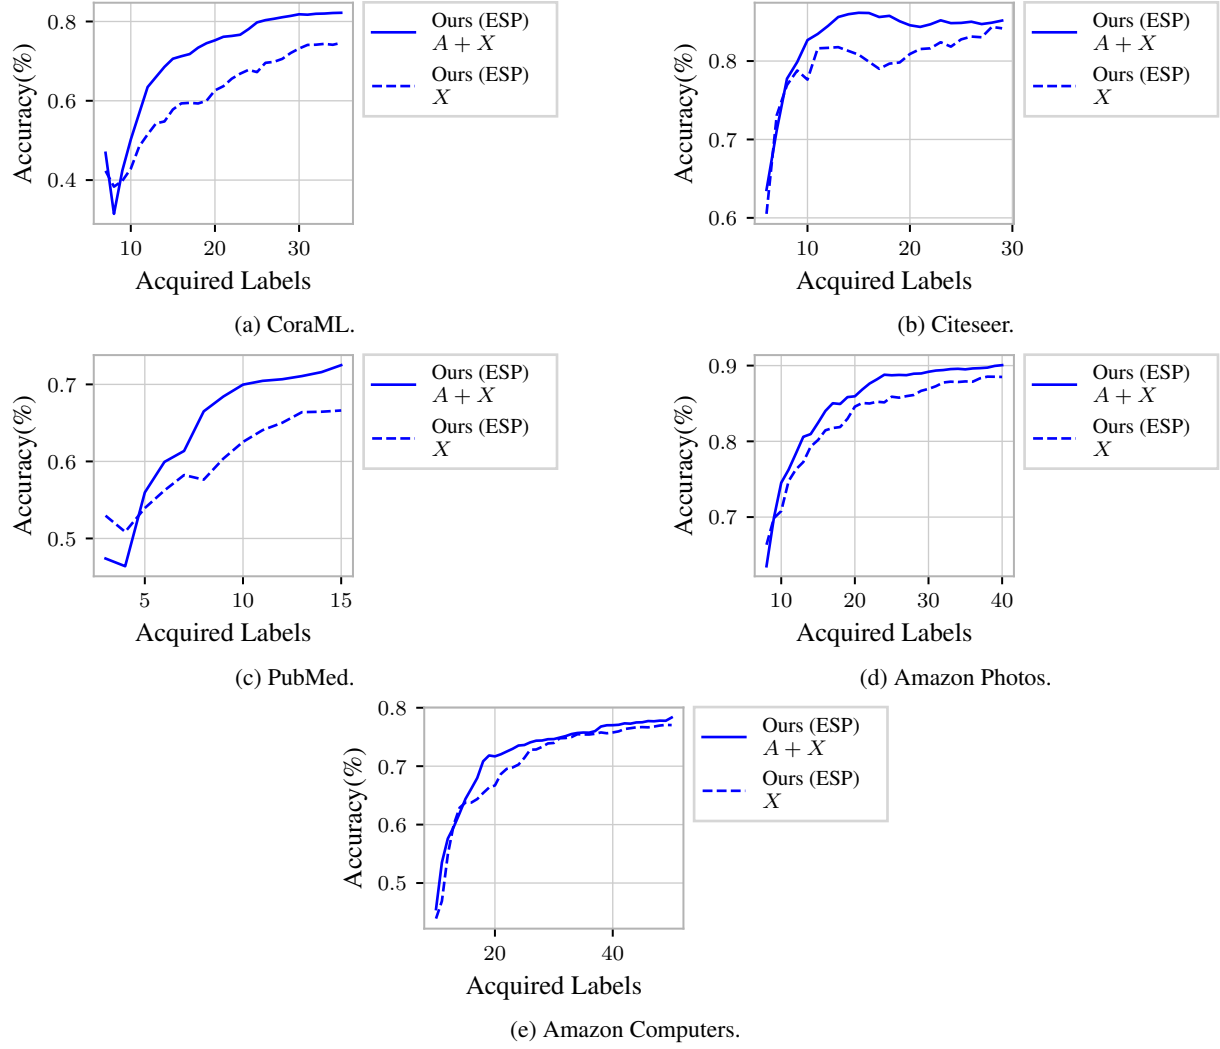 0.8
0.6
0.4
Accuracy(%)
10 20 30
Acquired Labels
Ours (ESP)
A + X
Ours (ESP)
X
(a) CoraML.
0.8
0.7
0.6
Accuracy(%)
10 20 30
Acquired Labels
Ours (ESP)
A + X
Ours (ESP)
X
(b) Citeseer.
0.7
0.6
0.5
Accuracy(%)
5 10 15
Acquired Labels
Ours (ESP)
A + X
Ours (ESP)
X
(c) PubMed.
0.9
0.8
0.7
Accuracy(%)
10 20 30 40
Acquired Labels
Ours (ESP)
A + X
Ours (ESP)
X
(d) Amazon Photos.
0.8
0.7
0.6
0.5
Accuracy(%)
20 40
Acquired Labels
Ours (ESP)
A + X
Ours (ESP)
X
(e) Amazon Computers.